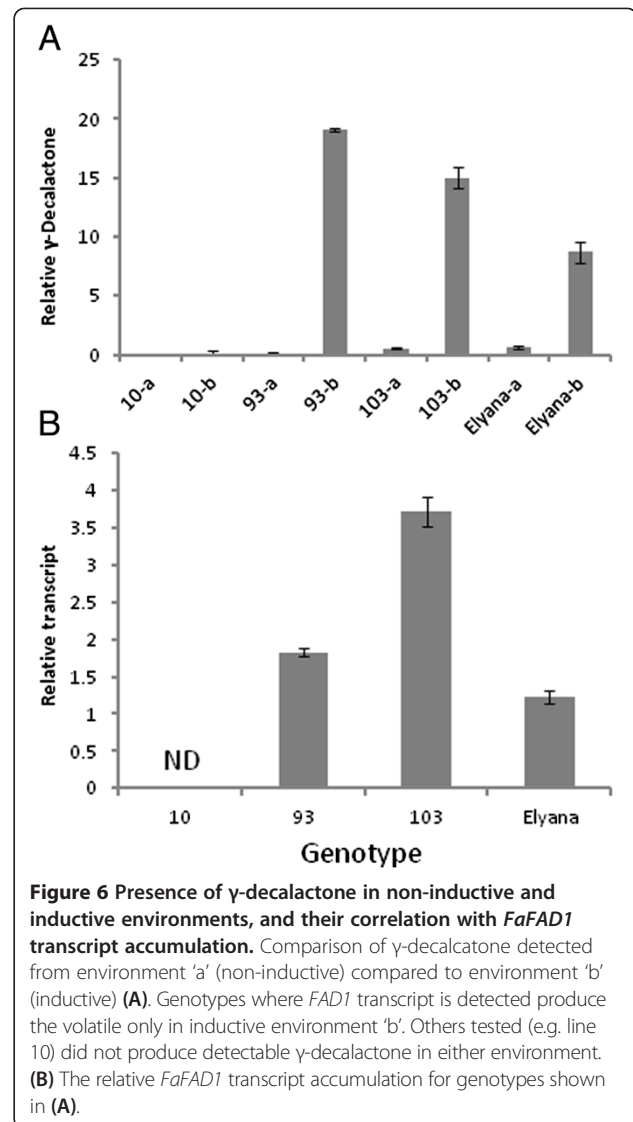 A
25
20
15
10
5
0
Relative γ-Decalactone
10-a
10-b
93-a
93-b
103-a
103-b
Elyana-a
Elyana-b
B
4.5
4
3.5
3
2.5
2
1.5
1
0.5
0
Relative transcript
ND
10
93
103
Elyana
Genotype
Figure 6 Presence of γ-decalactone in non-inductive and
inductive environments, and their correlation with FaFAD1
transcript accumulation. Comparison of γ-decalcatone detected
from environment ‘a’ (non-inductive) compared to environment ‘b’
(inductive) (A). Genotypes where FAD1 transcript is detected produce
the volatile only in inductive environment ‘b’. Others tested (e.g. line
10) did not produce detectable γ-decalactone in either environment.
(B) The relative FaFAD1 transcript accumulation for genotypes shown
in (A).